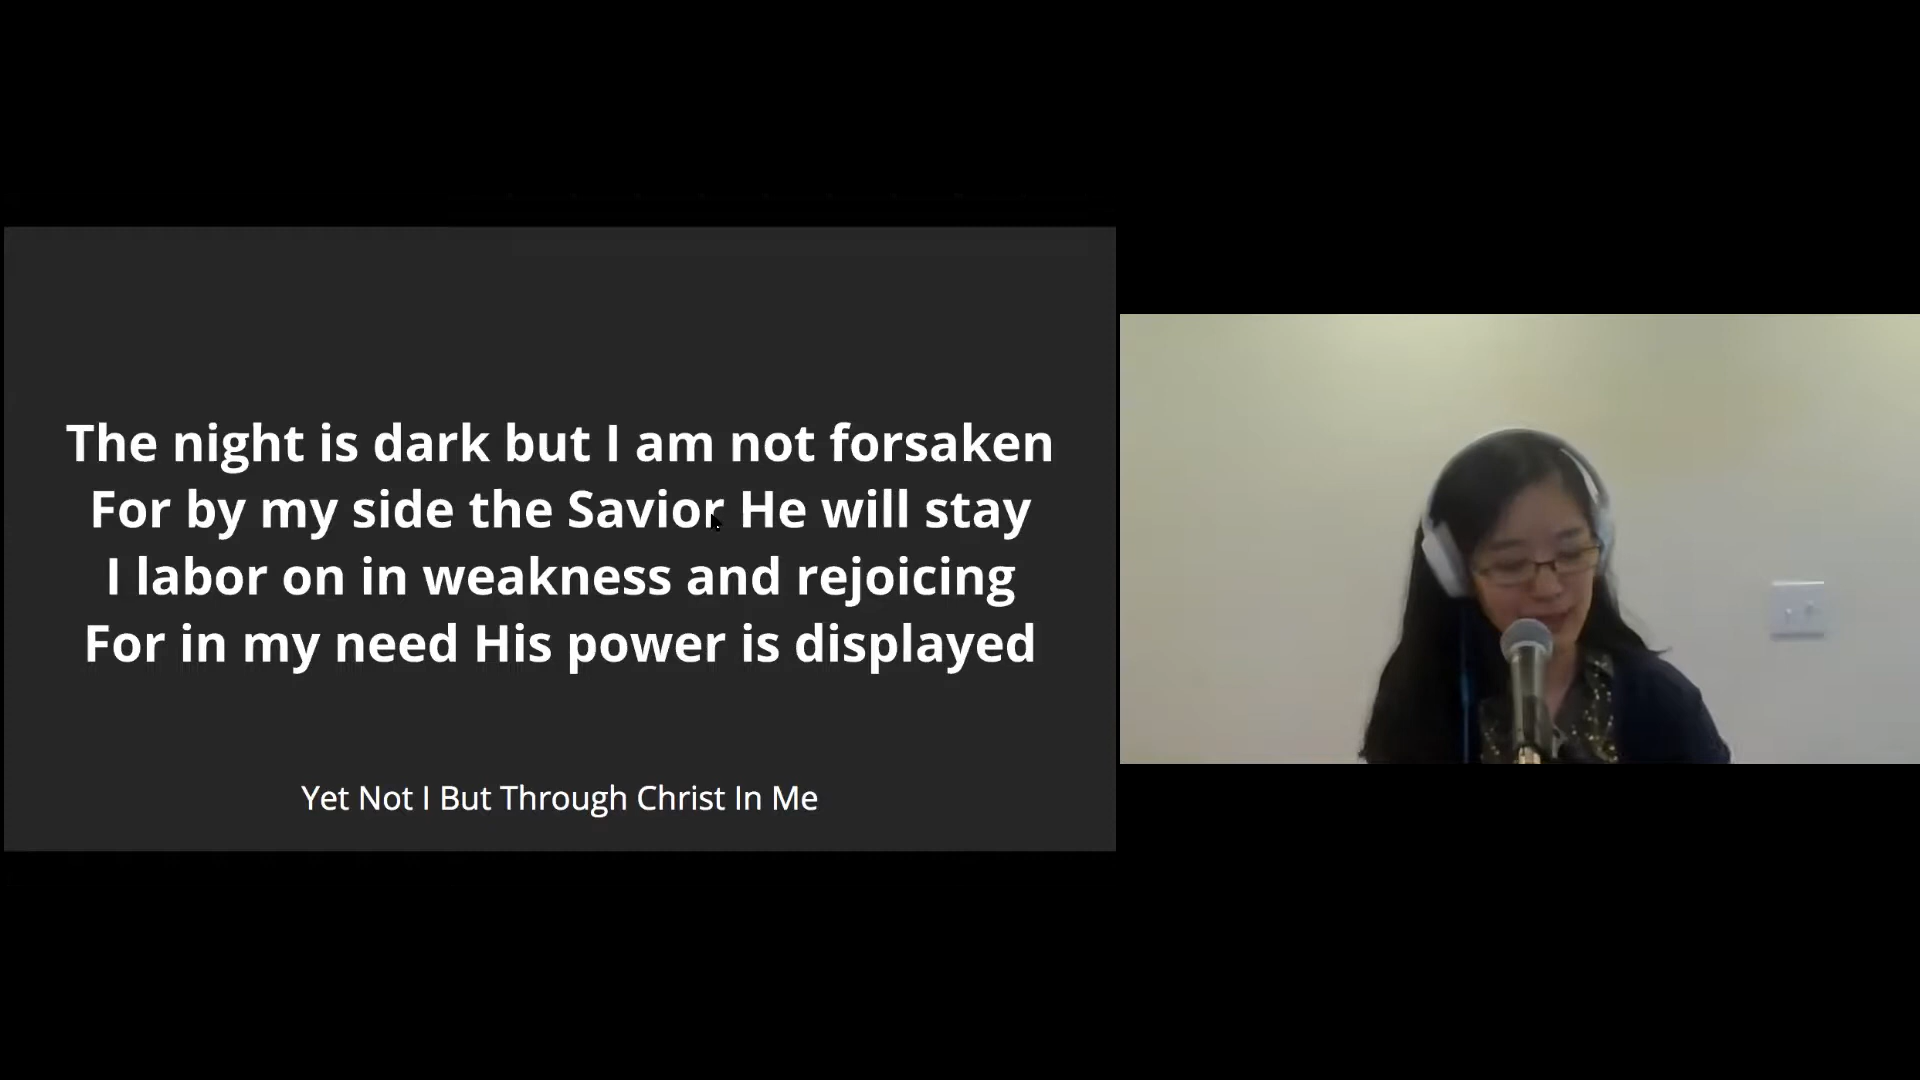 The night is dark but I am not forsaken
For by my side the Savior He will stay
I labor on in weakness and rejoicing
For in my need His power is displayed
Yet Not I But Through Christ In Me